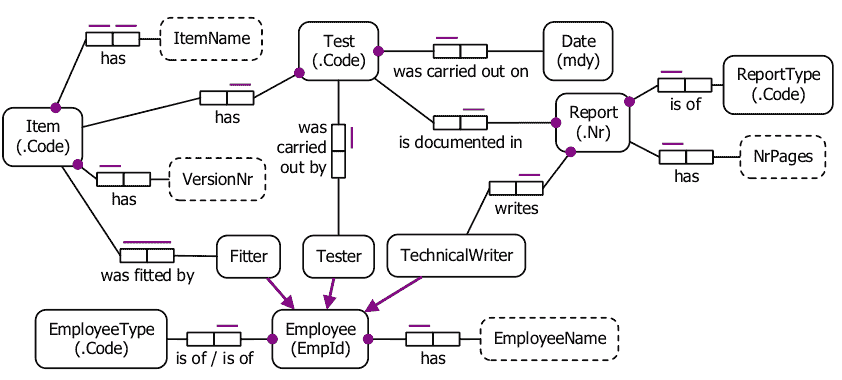 ItemName
has
Test
(.Code)
Date
(mdy)
was carried out on
ReportType
(.Code)
is of
has
Item
(.Code)
was
carried
out by
is documented in
Report
(.Nr)
NrPages
has
VersionNr
has
writes
was fitted by
Fitter
Tester
TechnicalWriter
EmployeeType
(.Code)
is of / is of
Employee
(EmpId)
has
EmployeeName